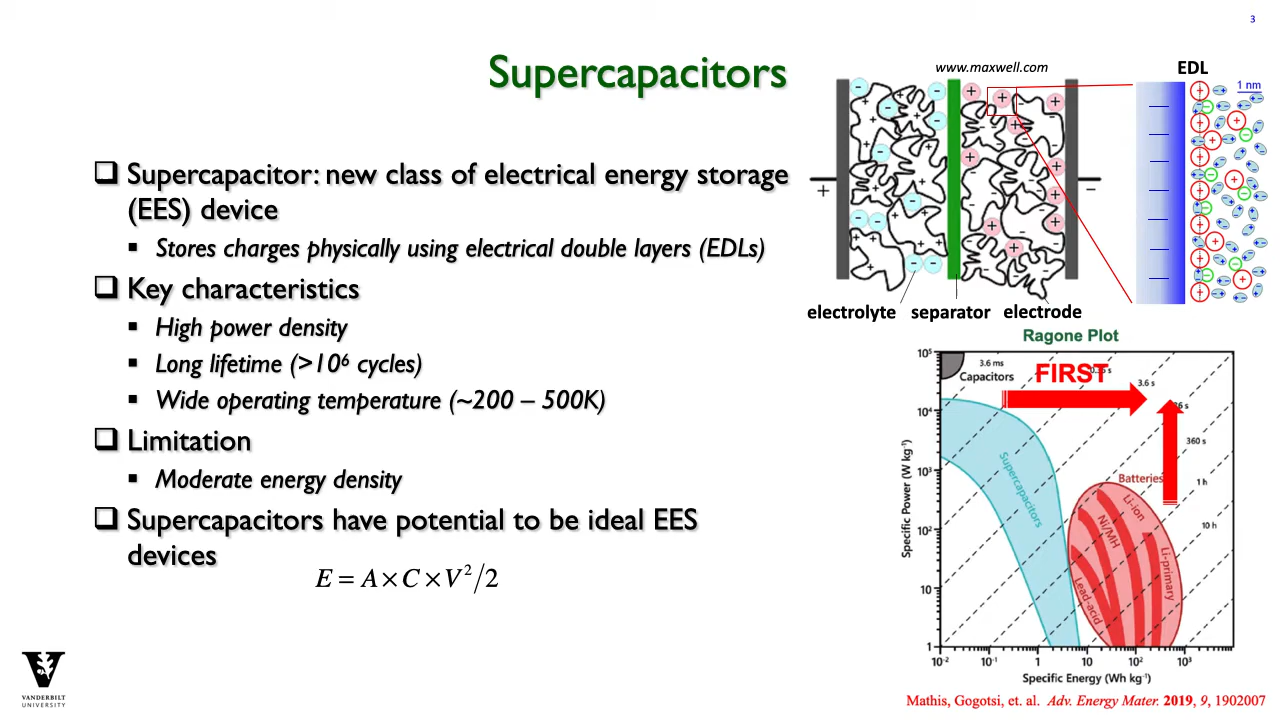 3
Supercapacitors
❑ Supercapacitor: new class of electrical energy storage
(EES) device
▪ Stores charges physically using electrical double layers (EDLs)
❑ Key characteristics
▪ High power density
▪ Long lifetime (>10⁶ cycles)
▪ Wide operating temperature (~200 – 500K)
❑ Limitation
▪ Moderate energy density
❑ Supercapacitors have potential to be ideal EES
devices
E = A × C × V²/2
VANDERBILT
UNIVERSITY
www.maxwell.com
EDL
1 nm
+
−
electrolyte separator electrode
Ragone Plot
10⁵
10⁴
10³
10²
10
1
Specific Power (W kg⁻¹)
3.6 ms
Capacitors
FIRST
3.6 s
360 s
1 h
10 h
Supercapacitors
Batteries
Li-ion
Ni/MH
Li-primary
Lead-acid
10⁻² 10⁻¹ 1 10 10² 10³
Specific Energy (Wh kg⁻¹)
Mathis, Gogotsi, et. al. Adv. Energy Mater. 2019, 9, 1902007